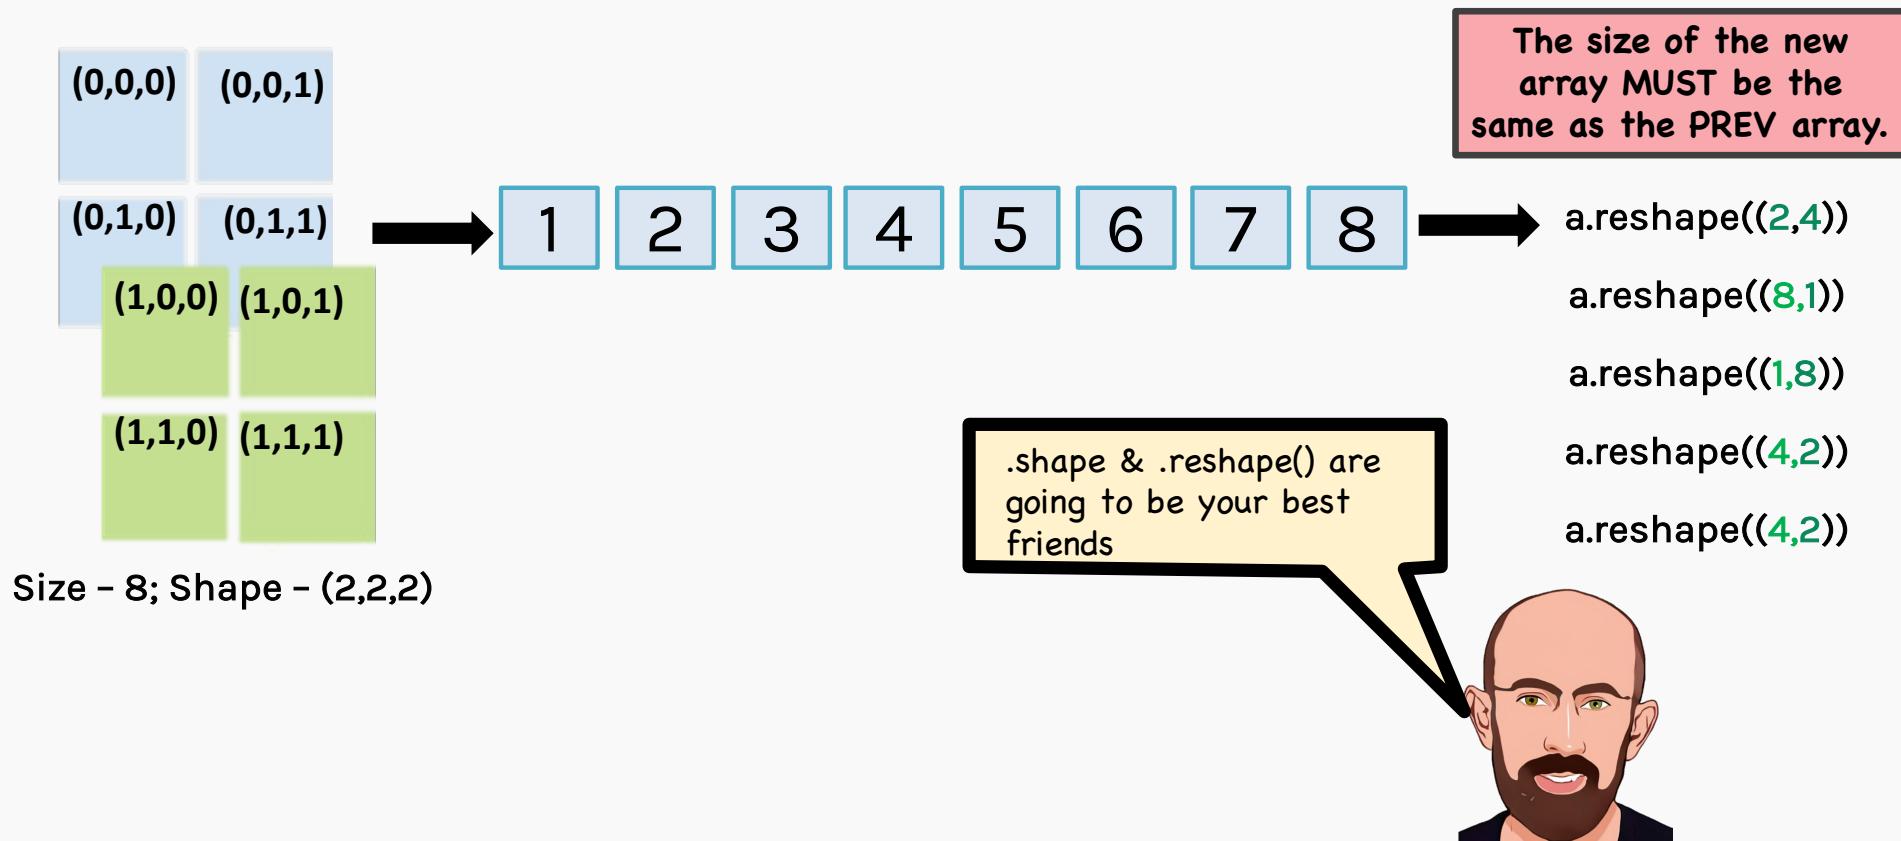 The size of the new
array MUST be the
same as the PREV array.
(0,0,0) (0,0,1)
(0,1,0) (0,1,1)
(1,0,0) (1,0,1)
(1,1,0) (1,1,1)
Size – 8; Shape – (2,2,2)
1 2 3 4 5 6 7 8
a.reshape((2,4))
a.reshape((8,1))
a.reshape((1,8))
a.reshape((4,2))
a.reshape((4,2))
.shape & .reshape() are
going to be your best
friends